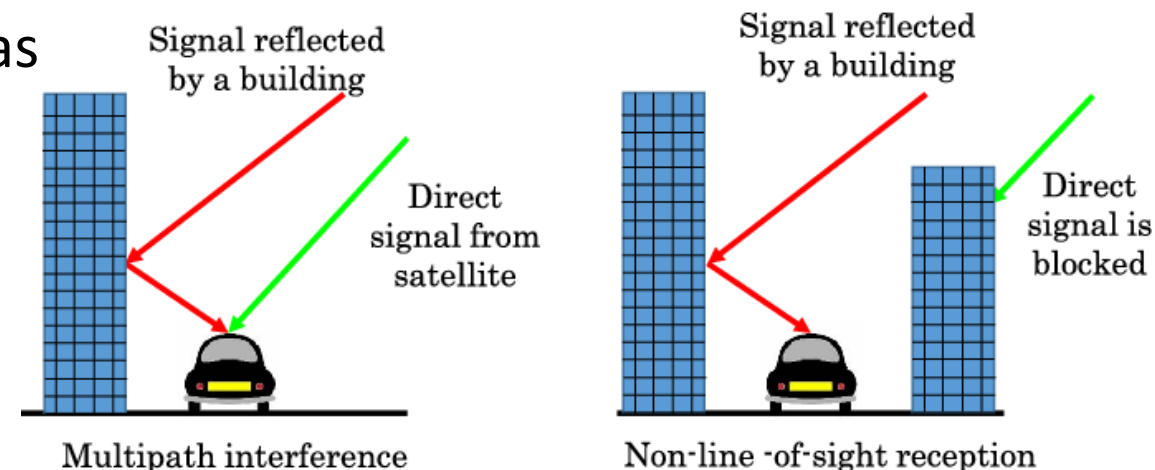 as
Signal reflected
by a building
Direct
signal from
satellite
Multipath interference
Signal reflected
by a building
Direct
signal is
blocked
Non-line -of-sight reception